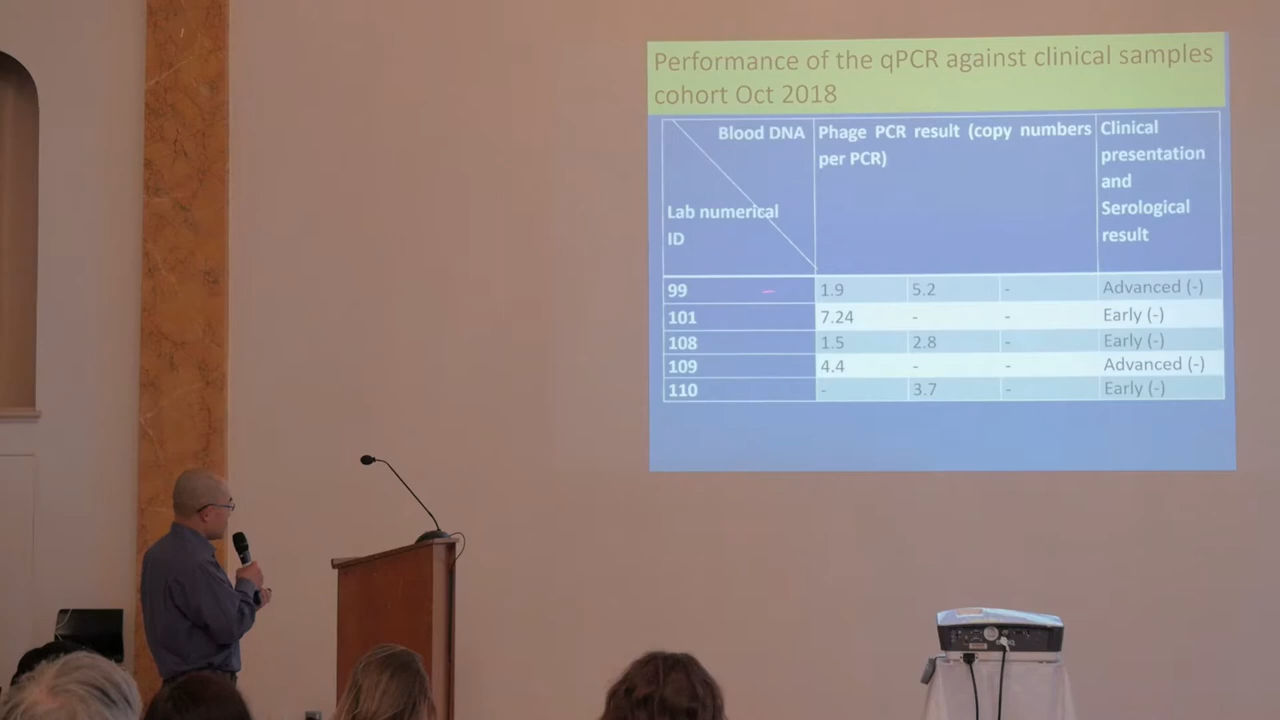 Performance of the qPCR against clinical samples
cohort Oct 2018
Blood DNA
Lab numerical
ID
Phage PCR result (copy numbers
per PCR)
Clinical
presentation
and
Serological
result
99 1.9 5.2 - Advanced (-)
101 7.24 - - Early (-)
108 1.5 2.8 - Early (-)
109 4.4 - - Advanced (-)
110 - 3.7 - Early (-)